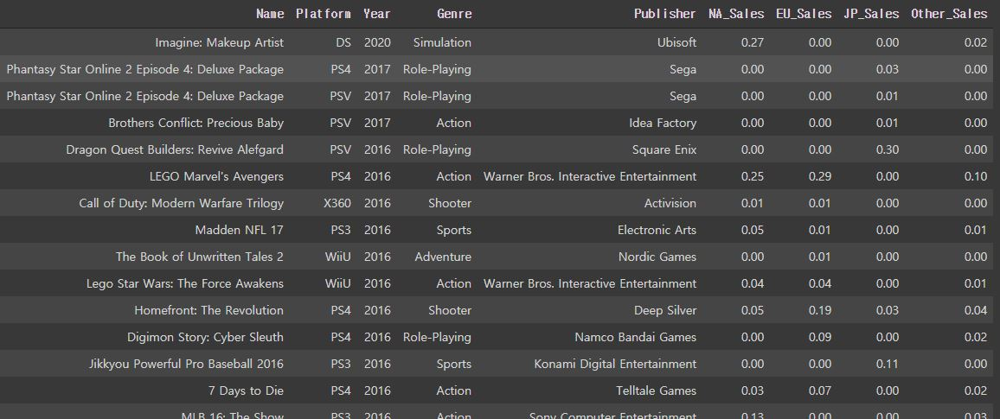 Name Platform Year Genre Publisher NA_Sales EU_Sales JP_Sales Other_Sales
Imagine: Makeup Artist DS 2020 Simulation Ubisoft 0.27 0.00 0.00 0.02
Phantasy Star Online 2 Episode 4: Deluxe Package PS4 2017 Role-Playing Sega 0.00 0.00 0.03 0.00
Phantasy Star Online 2 Episode 4: Deluxe Package PSV 2017 Role-Playing Sega 0.00 0.00 0.01 0.00
Brothers Conflict: Precious Baby PSV 2017 Action Idea Factory 0.00 0.00 0.01 0.00
Dragon Quest Builders: Revive Alefgard PSV 2016 Role-Playing Square Enix 0.00 0.00 0.30 0.00
LEGO Marvel's Avengers PS4 2016 Action Warner Bros. Interactive Entertainment 0.25 0.29 0.00 0.10
Call of Duty: Modern Warfare Trilogy X360 2016 Shooter Activision 0.01 0.01 0.00 0.00
Madden NFL 17 PS3 2016 Sports Electronic Arts 0.05 0.01 0.00 0.01
The Book of Unwritten Tales 2 WiiU 2016 Adventure Nordic Games 0.00 0.01 0.00 0.00
Lego Star Wars: The Force Awakens WiiU 2016 Action Warner Bros. Interactive Entertainment 0.04 0.04 0.00 0.01
Homefront: The Revolution PS4 2016 Shooter Deep Silver 0.05 0.19 0.03 0.04
Digimon Story: Cyber Sleuth PS4 2016 Role-Playing Namco Bandai Games 0.00 0.09 0.00 0.02
Jikkyou Powerful Pro Baseball 2016 PS3 2016 Sports Konami Digital Entertainment 0.00 0.00 0.11 0.00
7 Days to Die PS4 2016 Action Telltale Games 0.03 0.07 0.00 0.02
MLB 16: The Show PS3 2016 Action Sony Computer Entertainment 0.13 0.00 0.00 0.03